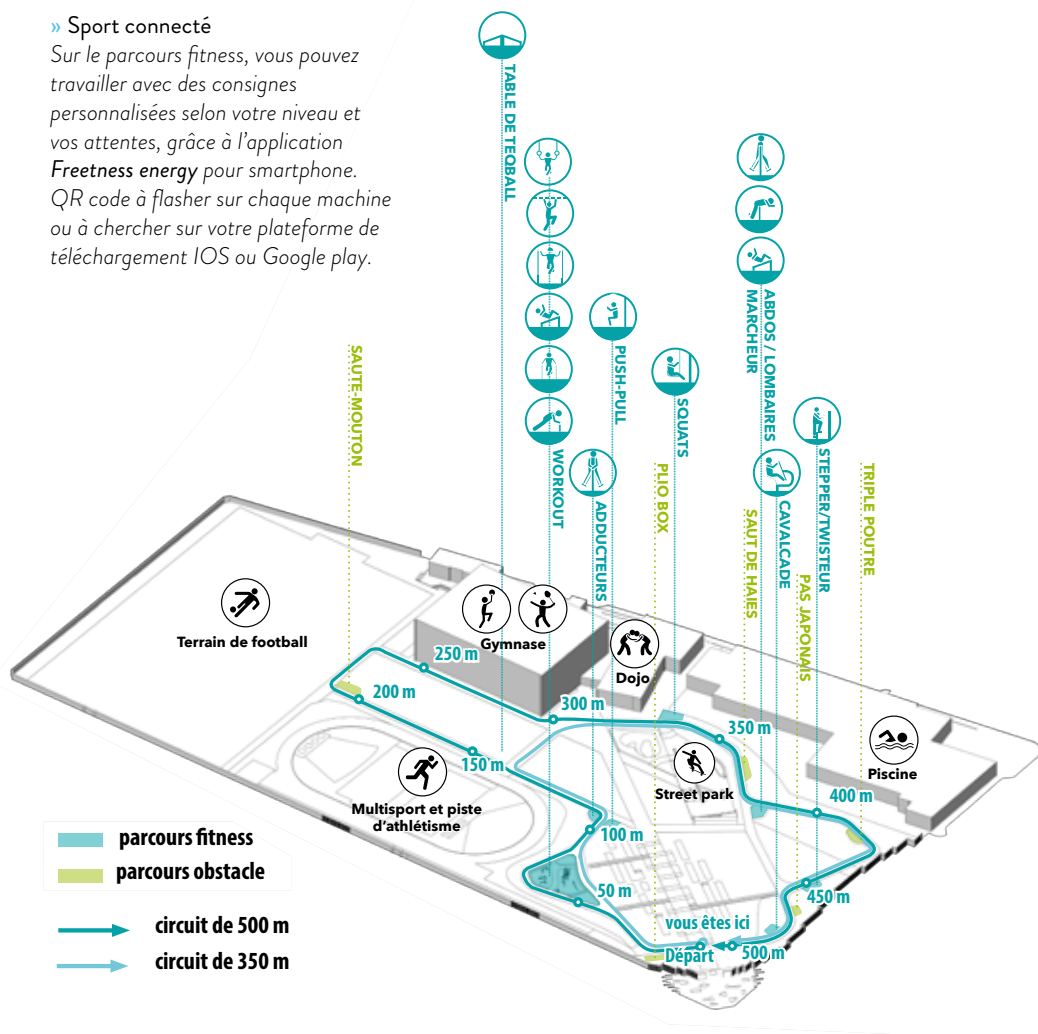 » Sport connecté
Sur le parcours fitness, vous pouvez
travailler avec des consignes
personnalisées selon votre niveau et
vos attentes, grâce à l'application
Freetness energy pour smartphone.
QR code à flasher sur chaque machine
ou à chercher sur votre plateforme de
téléchargement IOS ou Google play.
TABLE DE TEQBALL
SAUTE-MOUTON
WORKOUT
PUSH-PULL
ADDUCTEURS
PLIO BOX
SQUATS
ABDOS / LOMBAIRES
MARCHEUR
SAUT DE HAIES
CAVALCADE
PAS JAPONAIS
STEPPER/TWISTEUR
TRIPLE POUTRE
Terrain de football
Gymnase
Dojo
250 m
200 m
300 m
350 m
150 m
Street park
Piscine
400 m
Multisport et piste
d'athlétisme
100 m
50 m
450 m
vous êtes ici
Départ
500 m
parcours fitness
parcours obstacle
circuit de 500 m
circuit de 350 m